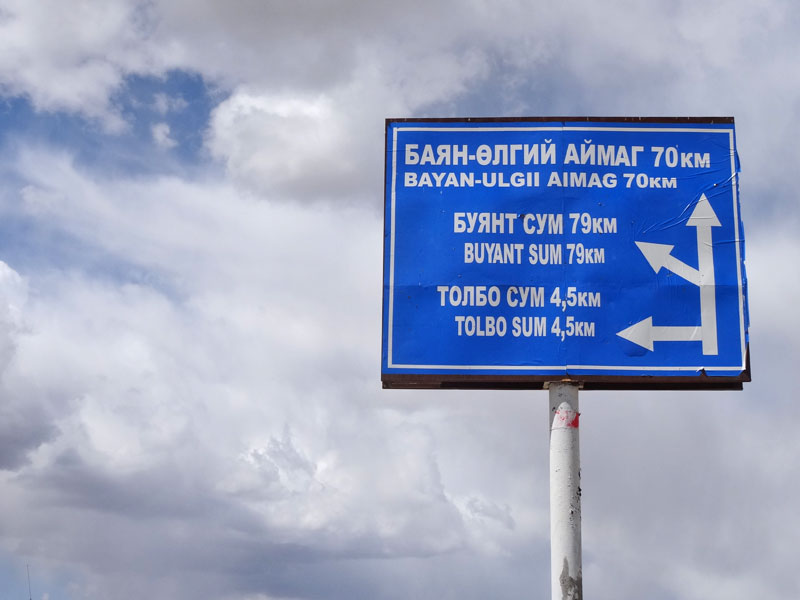 БАЯН-ӨЛГИЙ АЙМАГ 70км
BAYAN-ULGII AIMAG 70км
БУЯНТ СУМ 79км
BUYANT SUM 79км
ТОЛБО СУМ 4,5км
TOLBO SUM 4,5км